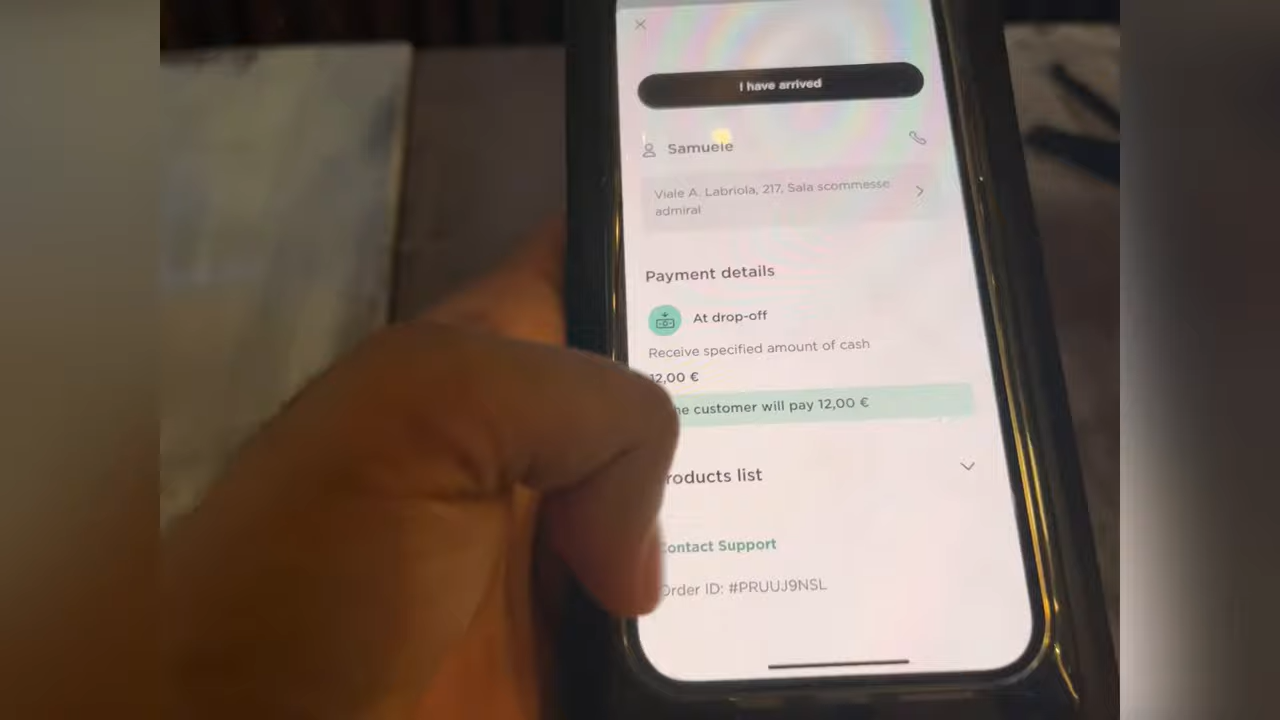 I have arrived
Samuele
Viale A. Labriola, 217, Sala scommesse
admiral
Payment details
At drop-off
Receive specified amount of cash
12,00 €
he customer will pay 12,00 €
roducts list
ontact Support
Order ID: #PRUUJ9NSL